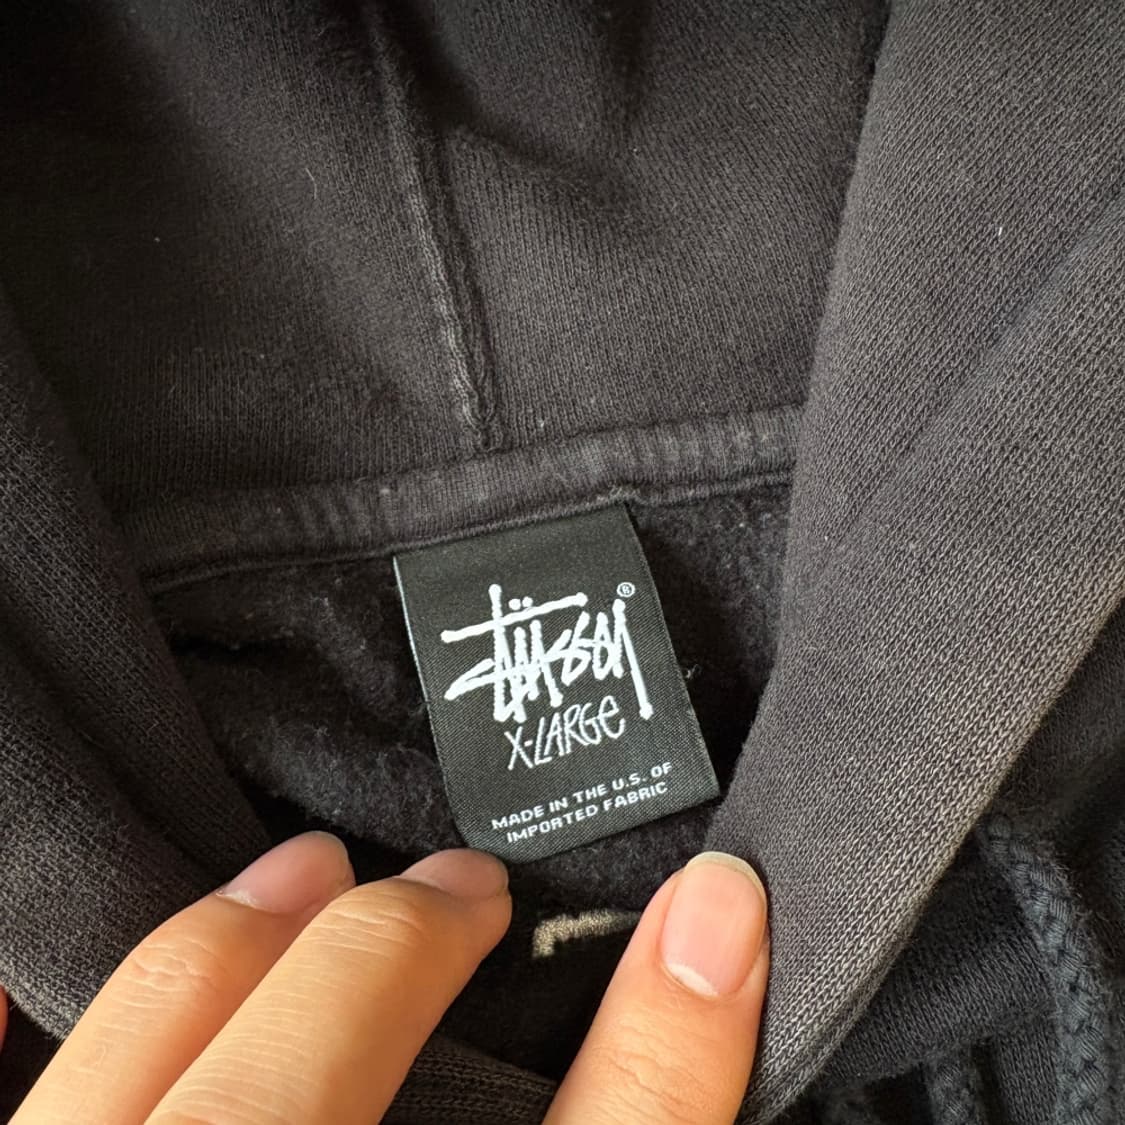 Stüssy®
X-LARGE
MADE IN THE U.S. OF
IMPORTED FABRIC